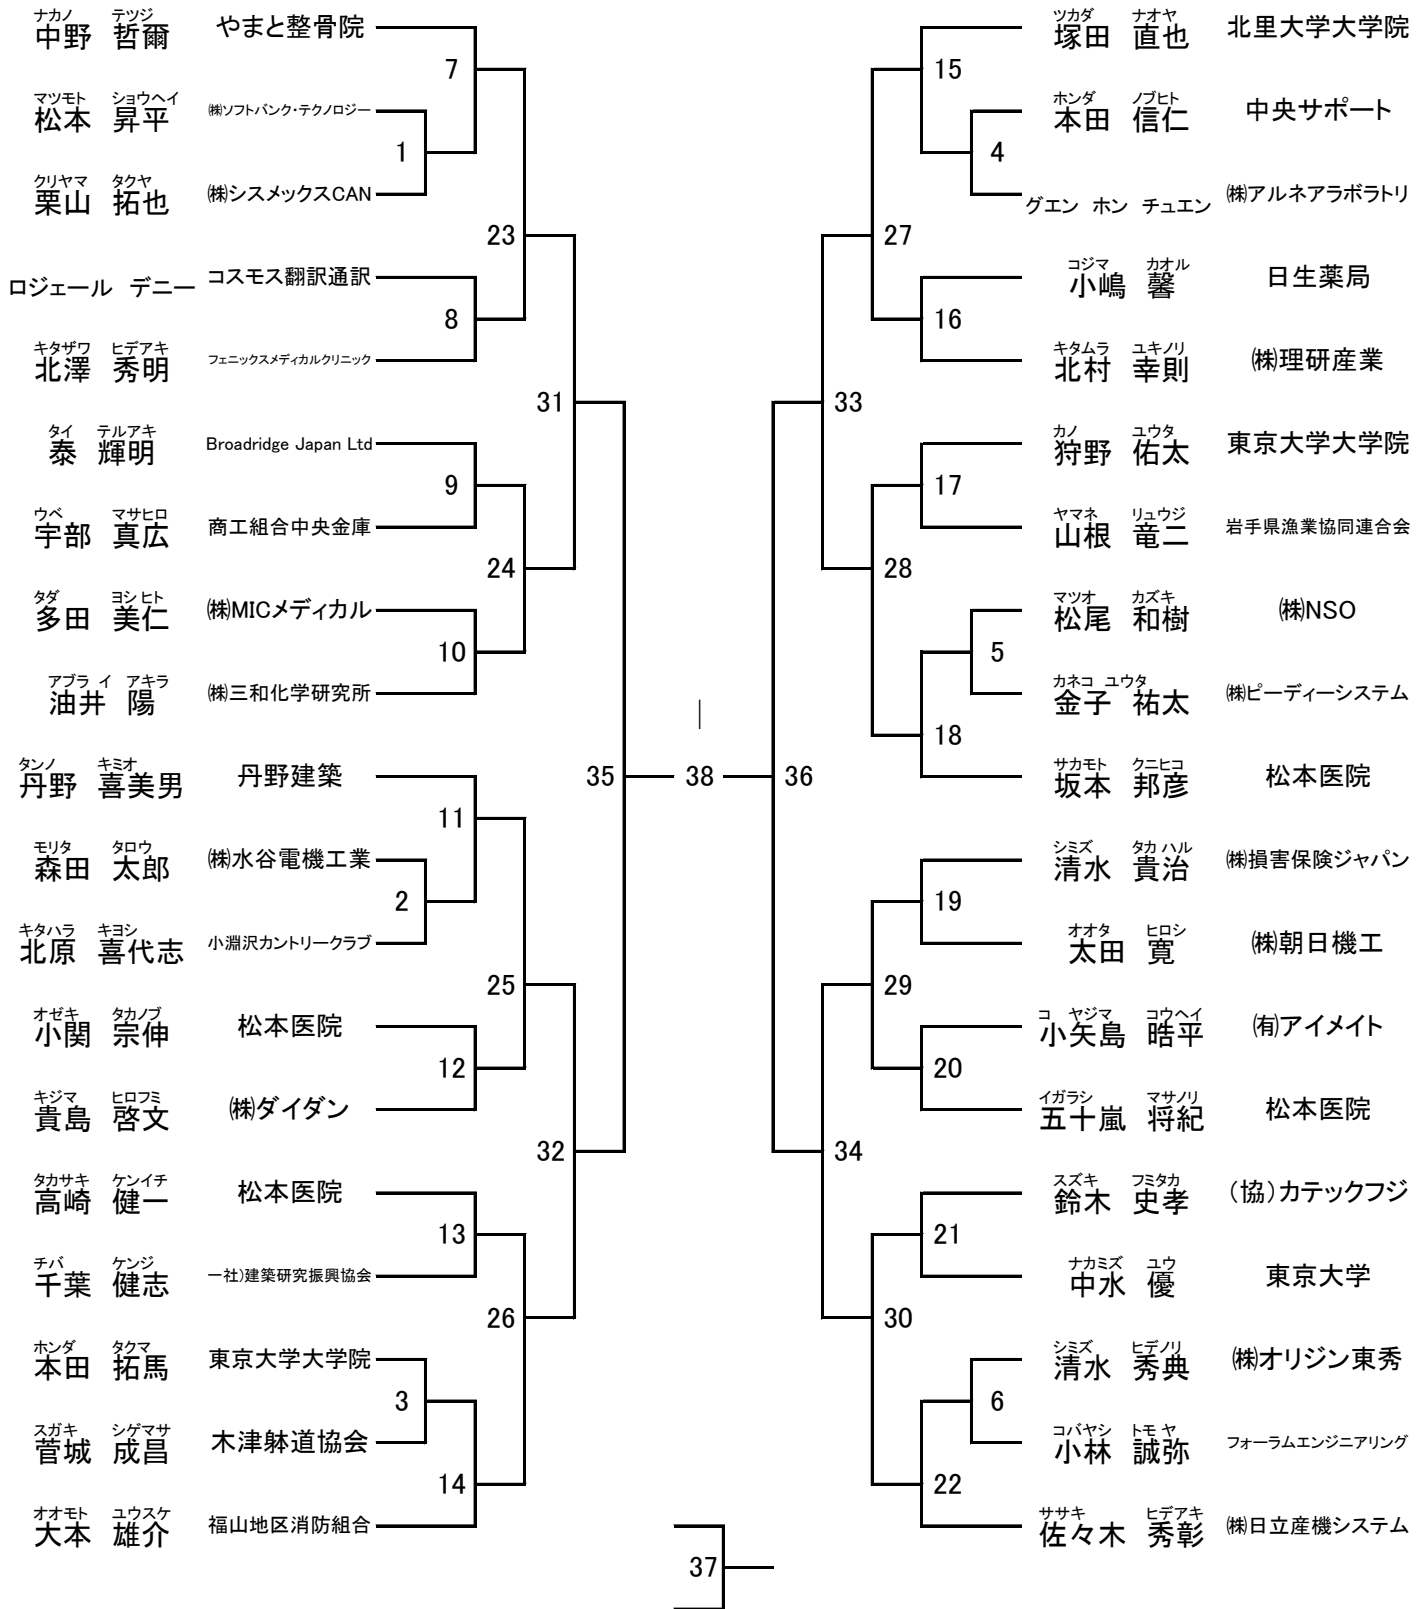 ナカノ テツジ
中野 哲爾 やまと整骨院
7
マツモト ショウヘイ
松本 昇平 ㈱ソフトバンク・テクノロジー
1
クリヤマ タクヤ
栗山 拓也 ㈱シスメックスCAN
23
ロジェール デニー コスモス翻訳通訳
8
キタザワ ヒデアキ
北澤 秀明 フェニックスメディカルクリニック
31
タイ テルアキ
泰 輝明 Broadridge Japan Ltd
9
ウベ マサヒロ
宇部 真広 商工組合中央金庫
24
タダ ヨシヒト
多田 美仁 ㈱MICメディカル
10
アブライ アキラ
油井 陽 ㈱三和化学研究所
35
タンノ キミオ
丹野 喜美男 丹野建築
11
モリタ タロウ
森田 太郎 ㈱水谷電機工業
2
キタハラ キヨシ
北原 喜代志 小淵沢カントリークラブ
25
オゼキ タカノブ
小関 宗伸 松本医院
12
キジマ ヒロフミ
貴島 啓文 ㈱ダイダン
32
タカサキ ケンイチ
高崎 健一 松本医院
13
チバ ケンジ
千葉 健志 一社)建築研究振興協会
26
ホンダ タクマ
本田 拓馬 東京大学大学院
3
スガキ シゲマサ
菅城 成昌 木津躰道協会
14
オオモト ユウスケ
大本 雄介 福山地区消防組合
38
37
ツカダ ナオヤ
塚田 直也 北里大学大学院
15
ホンダ ノブヒト
本田 信仁 中央サポート
4
グエン ホン チュエン ㈱アルネアラボラトリ
27
コジマ カオル
小嶋 馨 日生薬局
16
キタムラ ユキノリ
北村 幸則 ㈱理研産業
33
カノ ユウタ
狩野 佑太 東京大学大学院
17
ヤマネ リュウジ
山根 竜二 岩手県漁業協同連合会
28
マツオ カズキ
松尾 和樹 ㈱NSO
5
カネコ ユウタ
金子 祐太 ㈱ピーディーシステム
18
サカモト クニヒコ
坂本 邦彦 松本医院
36
シミズ タカハル
清水 貴治 ㈱損害保険ジャパン
19
オオタ ヒロシ
太田 寛 ㈱朝日機工
29
コ ヤジマ コウヘイ
小矢島 晧平 ㈲アイメイト
20
イガラシ マサノリ
五十嵐 将紀 松本医院
34
スズキ フミタカ
鈴木 史孝 (協)カテックフジ
21
ナカミズ ユウ
中水 優 東京大学
30
シミズ ヒデノリ
清水 秀典 ㈱オリジン東秀
6
コバヤシ トモヤ
小林 誠弥 フォーラムエンジニアリング
22
ササキ ヒデアキ
佐々木 秀彰 ㈱日立産機システム